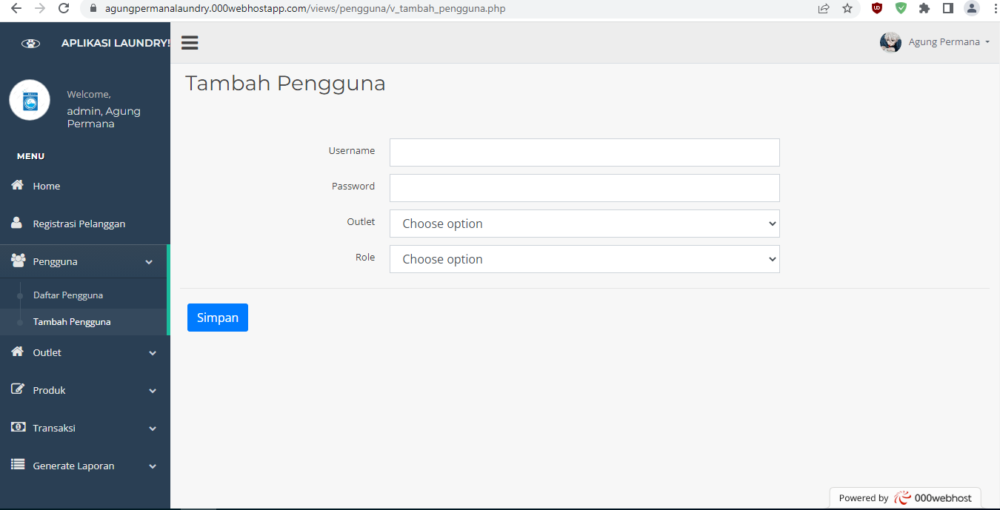 agungpermanalaundry.000webhostapp.com/views/pengguna/v_tambah_pengguna.php
APLIKASI LAUNDRY!
Agung Permana
Welcome,
admin, Agung
Permana
MENU
Home
Registrasi Pelanggan
Pengguna
Daftar Pengguna
Tambah Pengguna
Outlet
Produk
Transaksi
Generate Laporan
Tambah Pengguna
Username
Password
Outlet
Choose option
Role
Choose option
Simpan
Powered by 000webhost